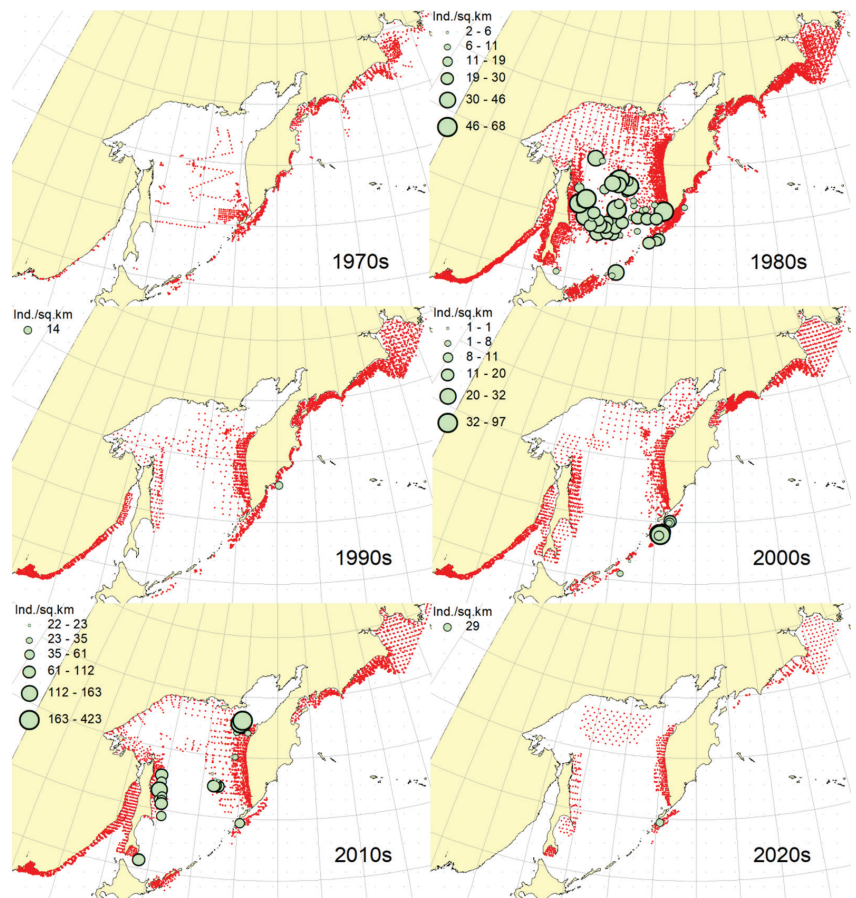 1970s
Ind./sq.km
2 - 6
6 - 11
11 - 19
19 - 30
30 - 46
46 - 68
1980s
Ind./sq.km
14
1990s
Ind./sq.km
1 - 1
1 - 8
8 - 11
11 - 20
20 - 32
32 - 97
2000s
Ind./sq.km
22 - 23
23 - 35
35 - 61
61 - 112
112 - 163
163 - 423
2010s
Ind./sq.km
29
2020s